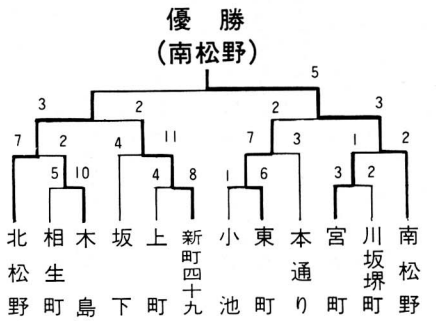 優勝
(南松野)
5
3 2 2 3
7 2 4 11 7 3 1 2
5 10 4 8 1 6 3 2
北松野
相生町
木島
坂下
上町
新町四十九
小池
東町
本通り
宮町
川坂堺町
南松野